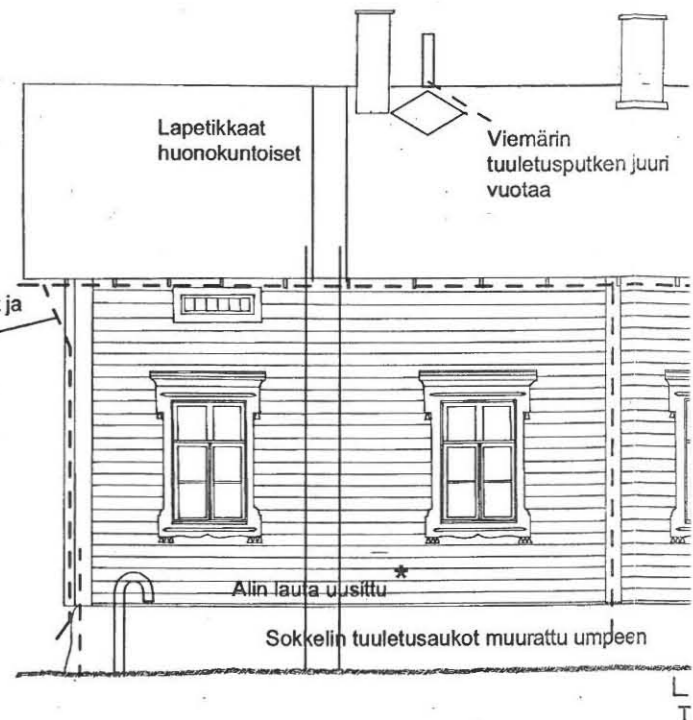 Lapetikkaat
huonokuntoiset
Viemärin
tuuletusputken juuri
vuotaa
ja
Alin lauta uusittu
*
Sokkelin tuuletusaukot muurattu umpeen
L
T